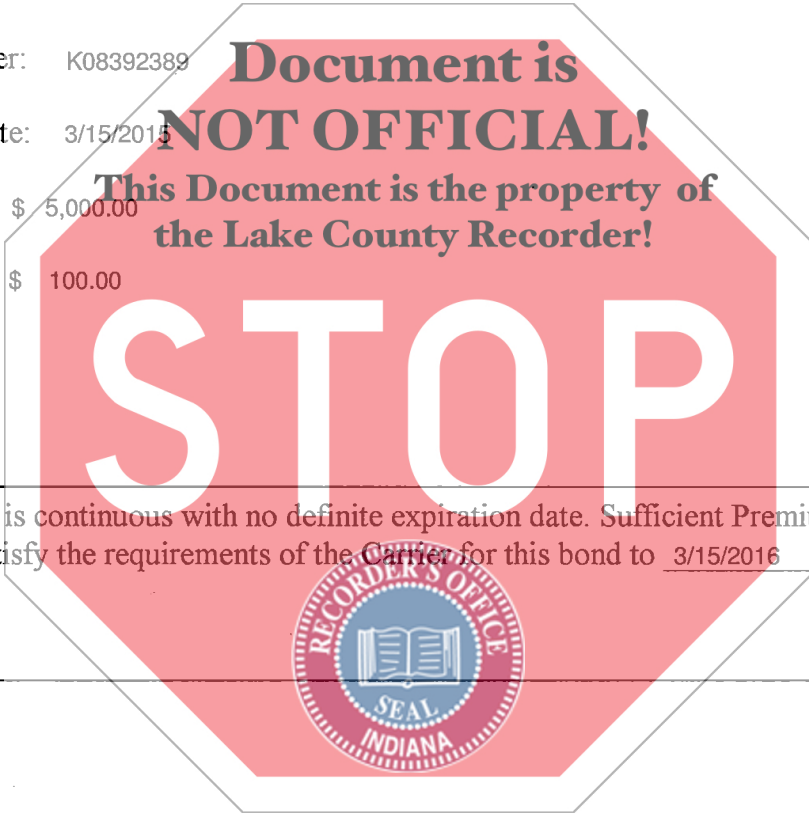 er: K08392389
Document is
te: 3/15/2015
NOT OFFICIAL!
This Document is the property of
$ 5,000.00
the Lake County Recorder!
$ 100.00
STOP
is continuous with no definite expiration date. Sufficient Premi
isfy the requirements of the Carrier for this bond to 3/15/2016
RECORDER'S OFFICE
SEAL
INDIANA